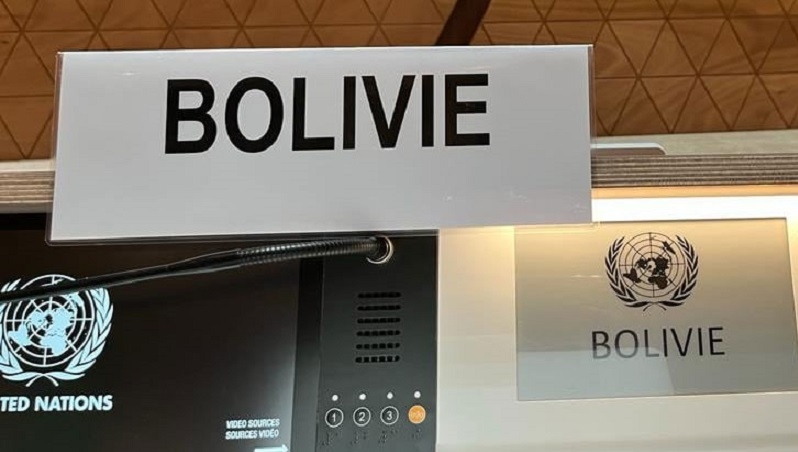 BOLIVIE
BOLIVIE
TED NATIONS
VIDEO SOURCES
SOURCES VIDÉO
1 2 3